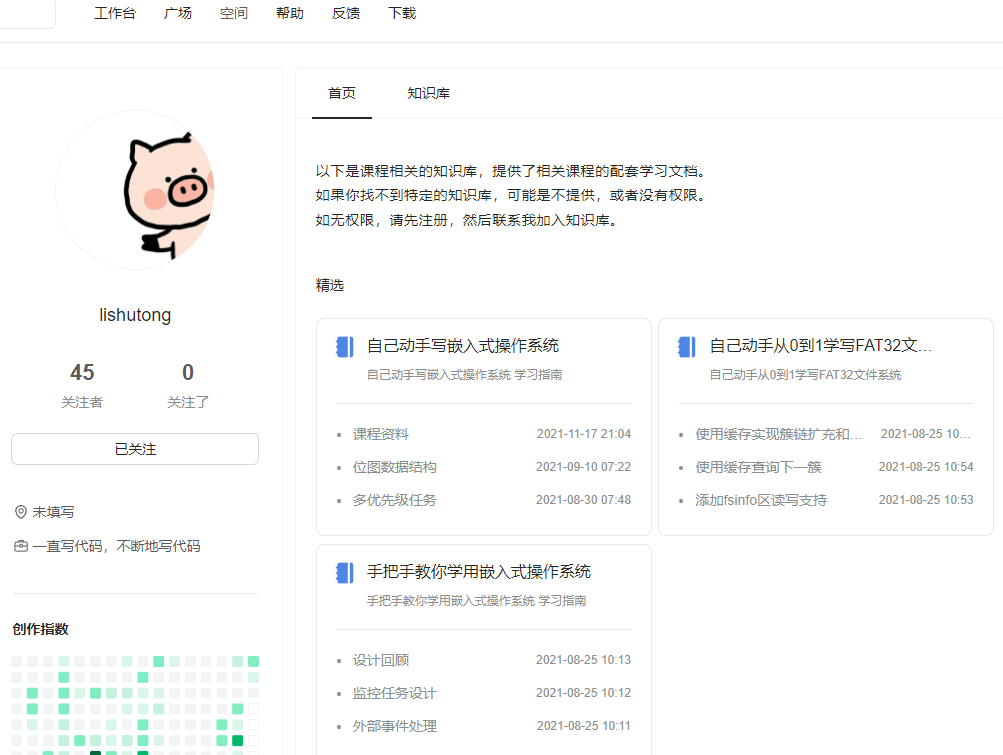 工作台 广场 空间 帮助 反馈 下载
首页 知识库
lishutong
45 0
关注者 关注了
已关注
未填写
一直写代码，不断地写代码
创作指数
以下是课程相关的知识库，提供了相关课程的配套学习文档。
如果你找不到特定的知识库，可能是不提供，或者没有权限。
如无权限，请先注册，然后联系我加入知识库。
精选
自己动手写嵌入式操作系统
自己动手写嵌入式操作系统 学习指南
课程资料 2021-11-17 21:04
位图数据结构 2021-09-10 07:22
多优先级任务 2021-08-30 07:48
自己动手从0到1学写FAT32文...
自己动手从0到1学写FAT32文件系统
使用缓存实现簇链扩充和... 2021-08-25 10...
使用缓存查询下一簇 2021-08-25 10:54
添加fsinfo区读写支持 2021-08-25 10:53
手把手教你学用嵌入式操作系统
手把手教你学用嵌入式操作系统 学习指南
设计回顾 2021-08-25 10:13
监控任务设计 2021-08-25 10:12
外部事件处理 2021-08-25 10:11